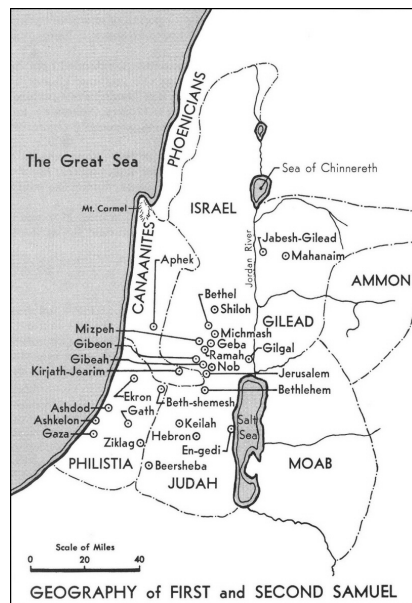 PHOENICIANS
The Great Sea
Sea of Chinnereth
ISRAEL
Mt. Carmel
CANAANITES
Jordan River
Jabesh-Gilead
Mahanaim
Aphek
AMMON
Bethel
Shiloh
GILEAD
Mizpeh
Michmash
Gibeon
Geba
Ramah
Gilgal
Gibeah
Nob
Kirjath-Jearim
Jerusalem
Bethlehem
Ekron
Beth-shemesh
Ashdod
Gath
Ashkelon
Keilah
Salt
Sea
Gaza
Hebron
Ziklag
En-gedi
PHILISTIA
Beersheba
MOAB
JUDAH
Scale of Miles
0 20 40
GEOGRAPHY of FIRST and SECOND SAMUEL